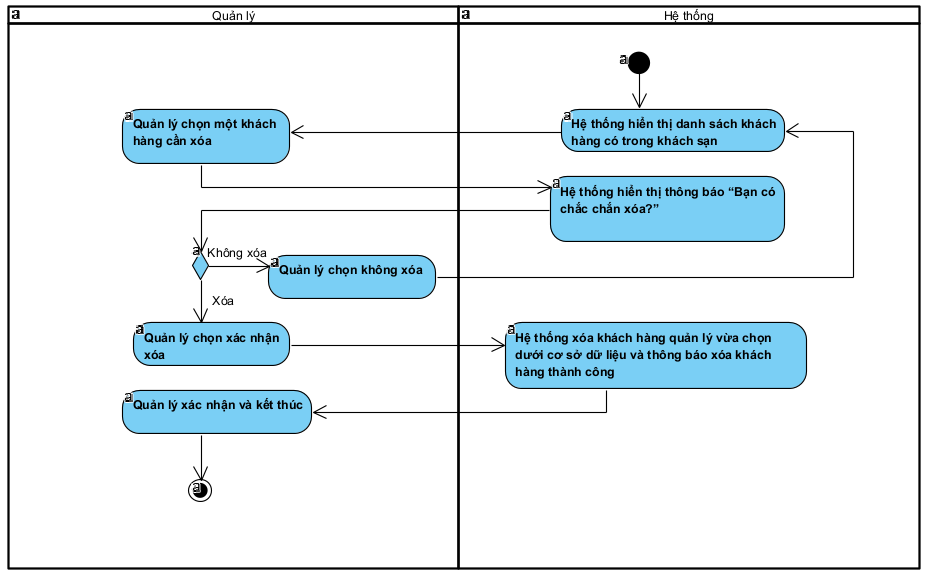 a
Quản lý
a
Hệ thống
a
a
Quản lý chọn một khách
hàng cần xóa
a
Hệ thống hiển thị danh sách khách
hàng có trong khách sạn
a
Hệ thống hiển thị thông báo “Bạn có
chắc chắn xóa?”
a
Không xóa
a
Quản lý chọn không xóa
Xóa
a
Quản lý chọn xác nhận
xóa
a
Hệ thống xóa khách hàng quản lý vừa chọn
dưới cơ sở dữ liệu và thông báo xóa khách
hàng thành công
a
Quản lý xác nhận và kết thúc
a